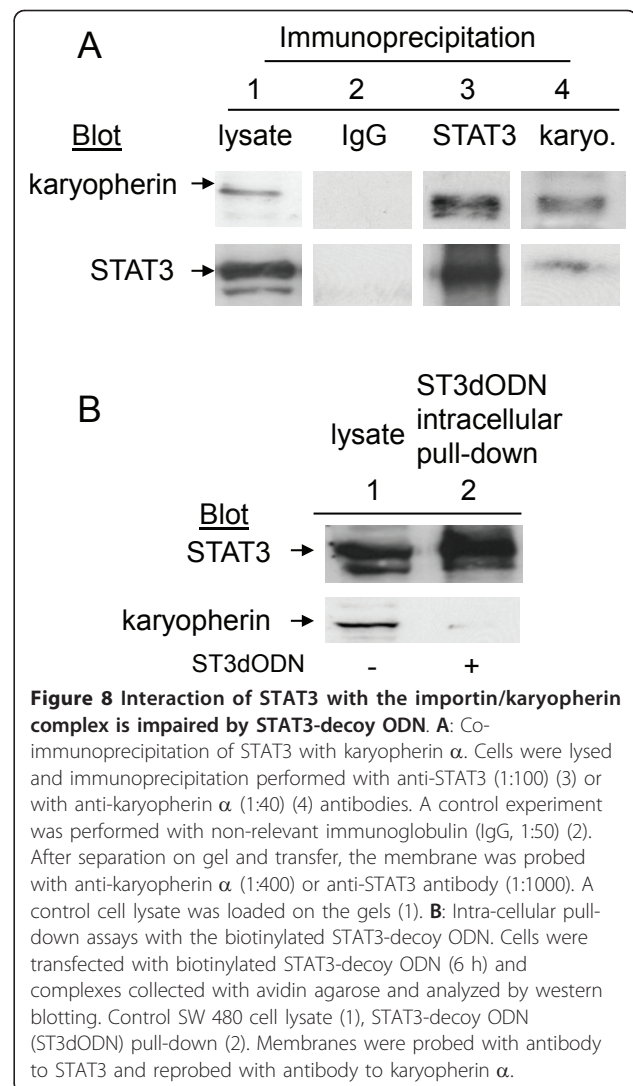 A
Immunoprecipitation
1 2 3 4
Blot lysate IgG STAT3 karyo.
karyopherin
STAT3
B
ST3dODN
lysate intracellular
pull-down
1 2
Blot
STAT3
karyopherin
ST3dODN - +
Figure 8 Interaction of STAT3 with the importin/karyopherin
complex is impaired by STAT3-decoy ODN. A: Co-
immunoprecipitation of STAT3 with karyopherin α. Cells were lysed
and immunoprecipitation performed with anti-STAT3 (1:100) (3) or
with anti-karyopherin α (1:40) (4) antibodies. A control experiment
was performed with non-relevant immunoglobulin (IgG, 1:50) (2).
After separation on gel and transfer, the membrane was probed
with anti-karyopherin α (1:400) or anti-STAT3 antibody (1:1000). A
control cell lysate was loaded on the gels (1). B: Intra-cellular pull-
down assays with the biotinylated STAT3-decoy ODN. Cells were
transfected with biotinylated STAT3-decoy ODN (6 h) and
complexes collected with avidin agarose and analyzed by western
blotting. Control SW 480 cell lysate (1), STAT3-decoy ODN
(ST3dODN) pull-down (2). Membranes were probed with antibody
to STAT3 and reprobed with antibody to karyopherin α.